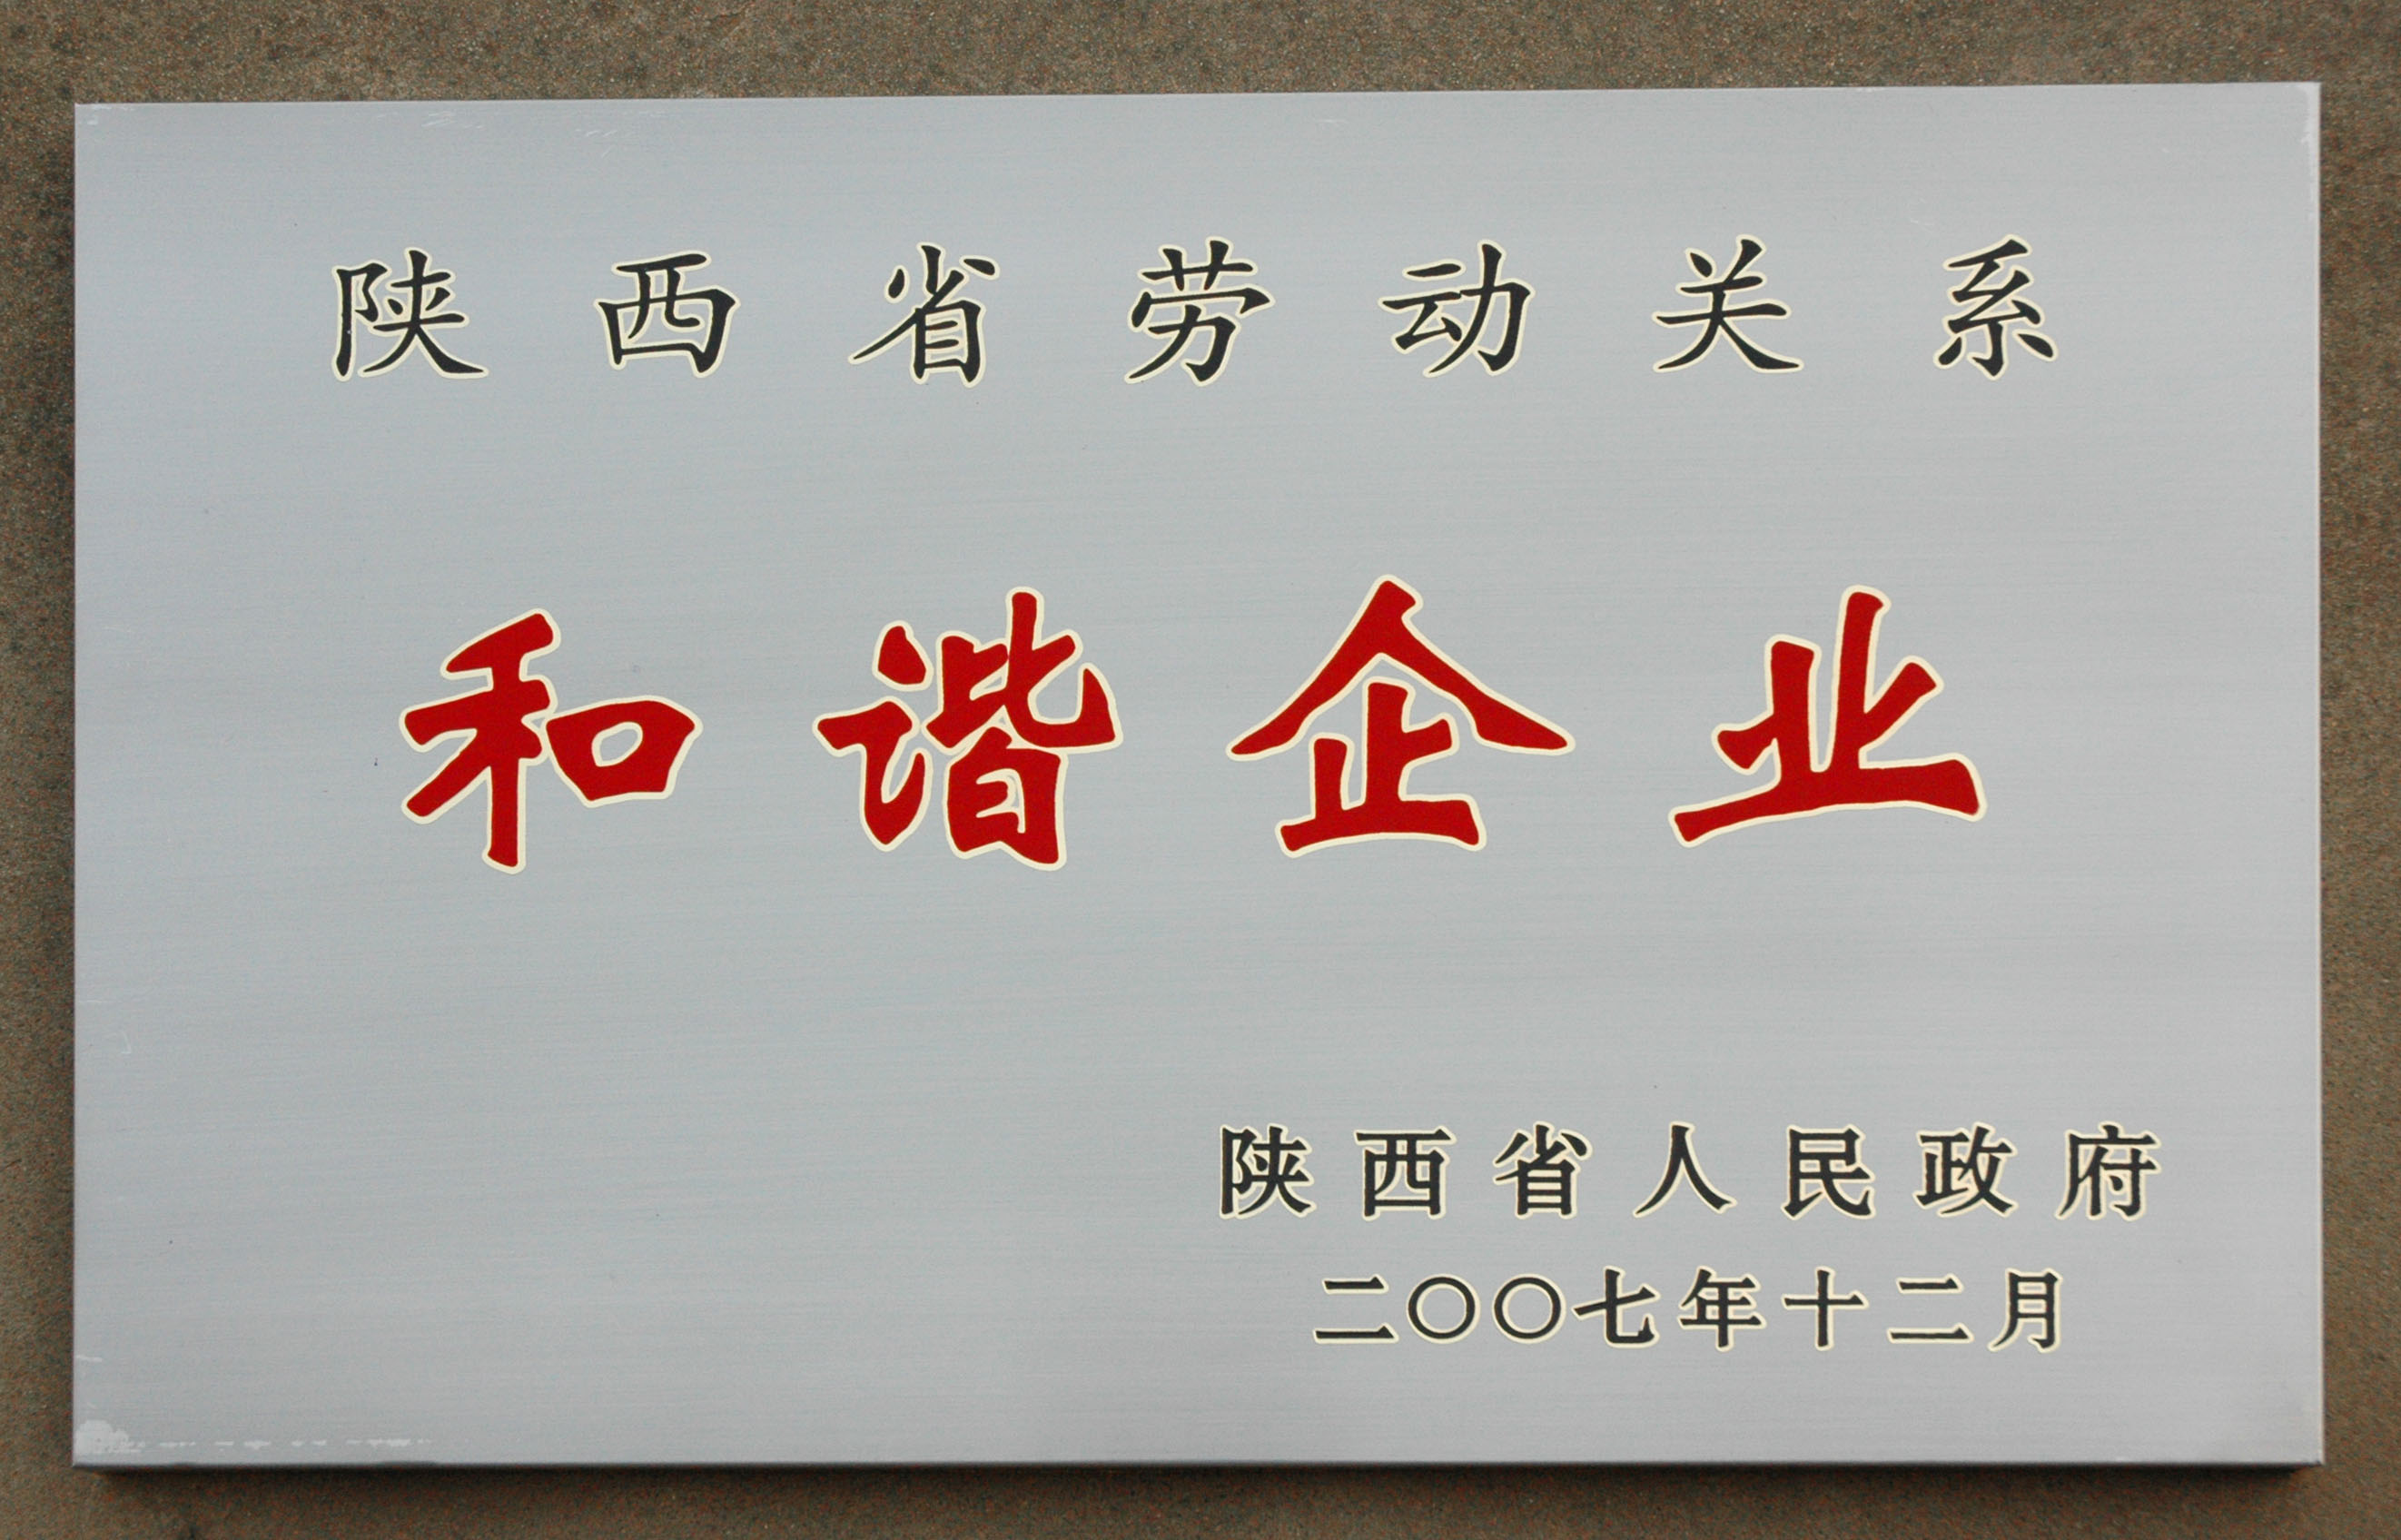 陕西省劳动关系
和谐企业
陕西省人民政府
二〇〇七年十二月